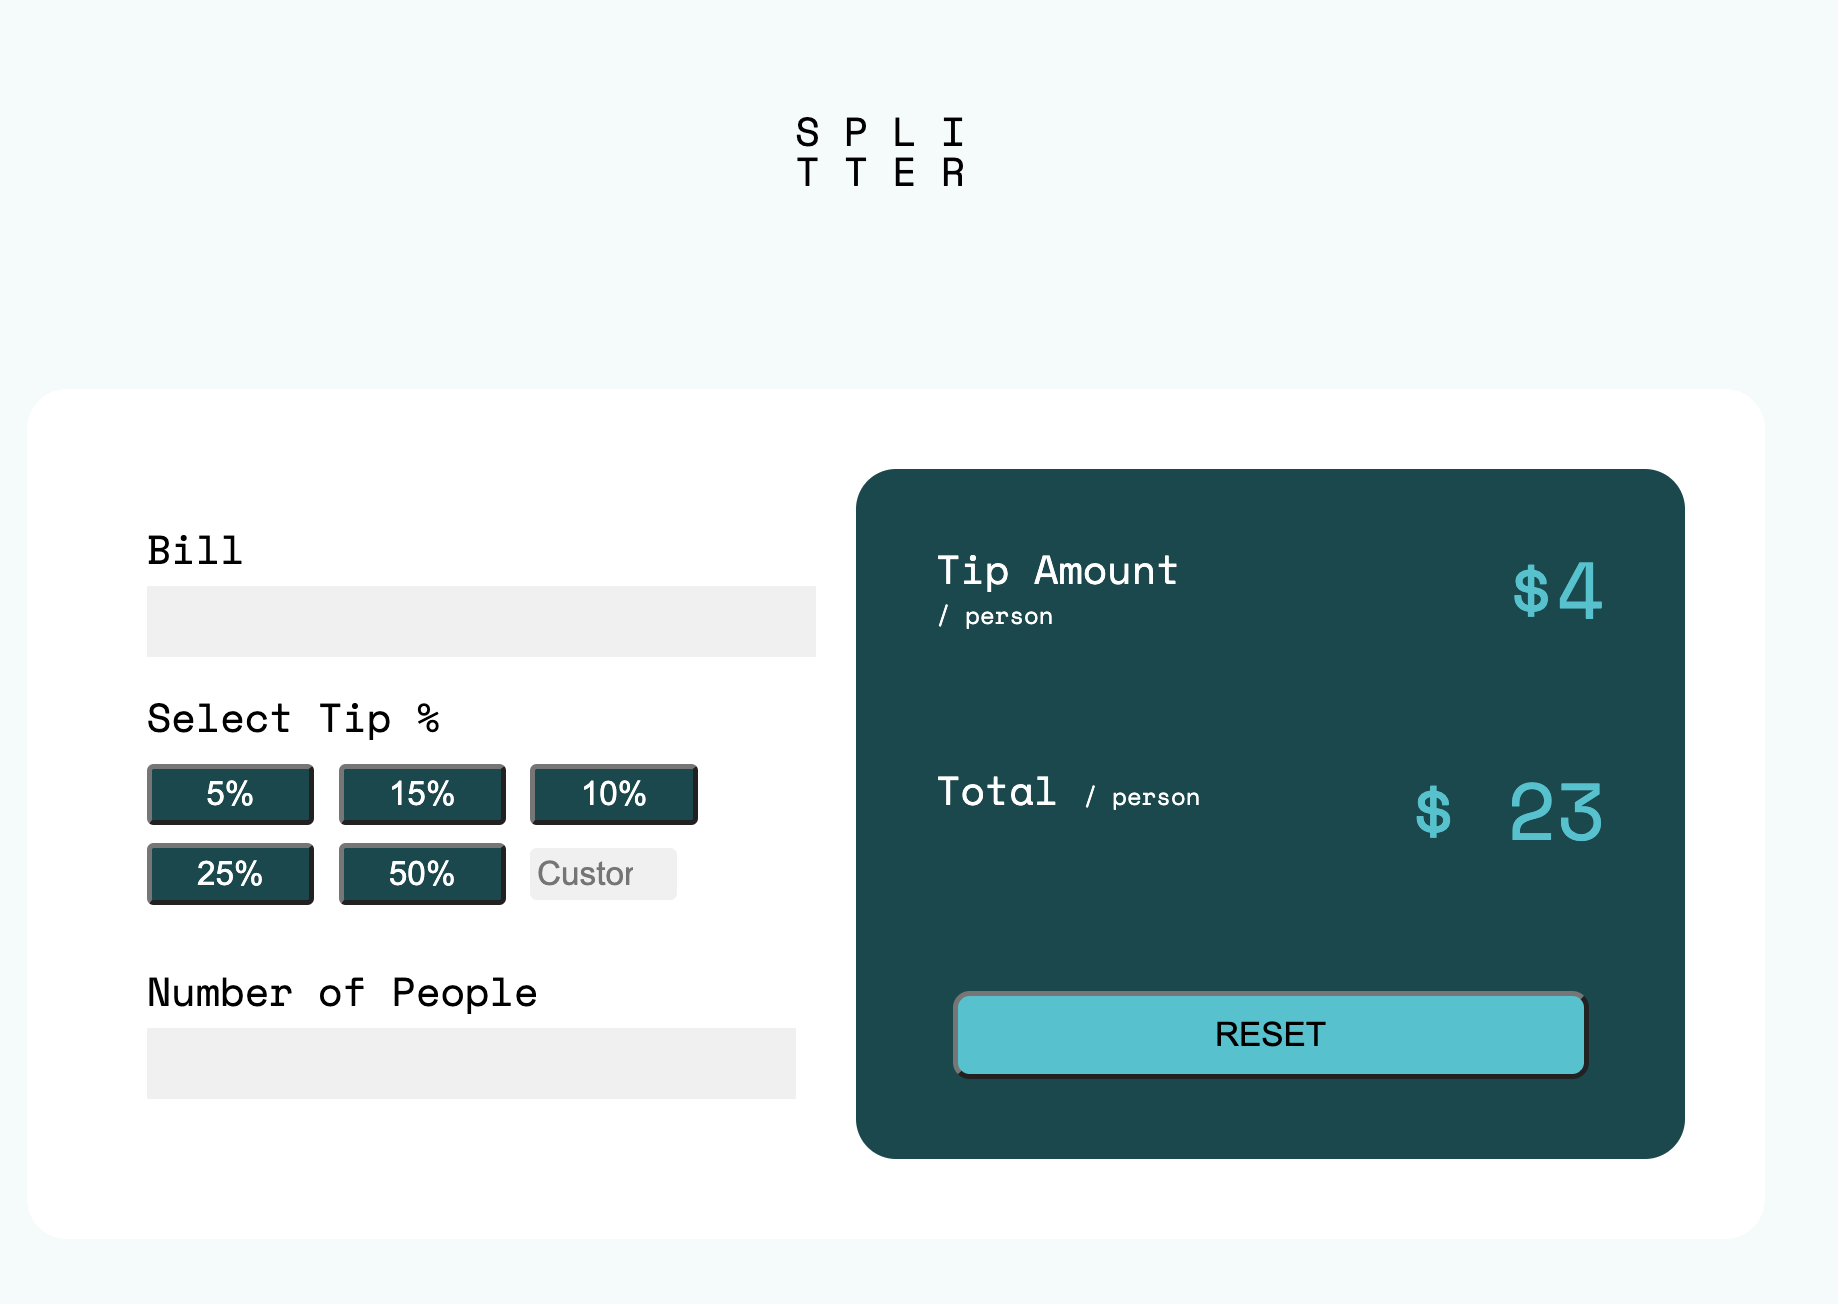 S P L I
T T E R
Bill
Select Tip %
5% 15% 10%
25% 50% Custor
Number of People
Tip Amount
/ person
$4
Total / person
$ 23
RESET